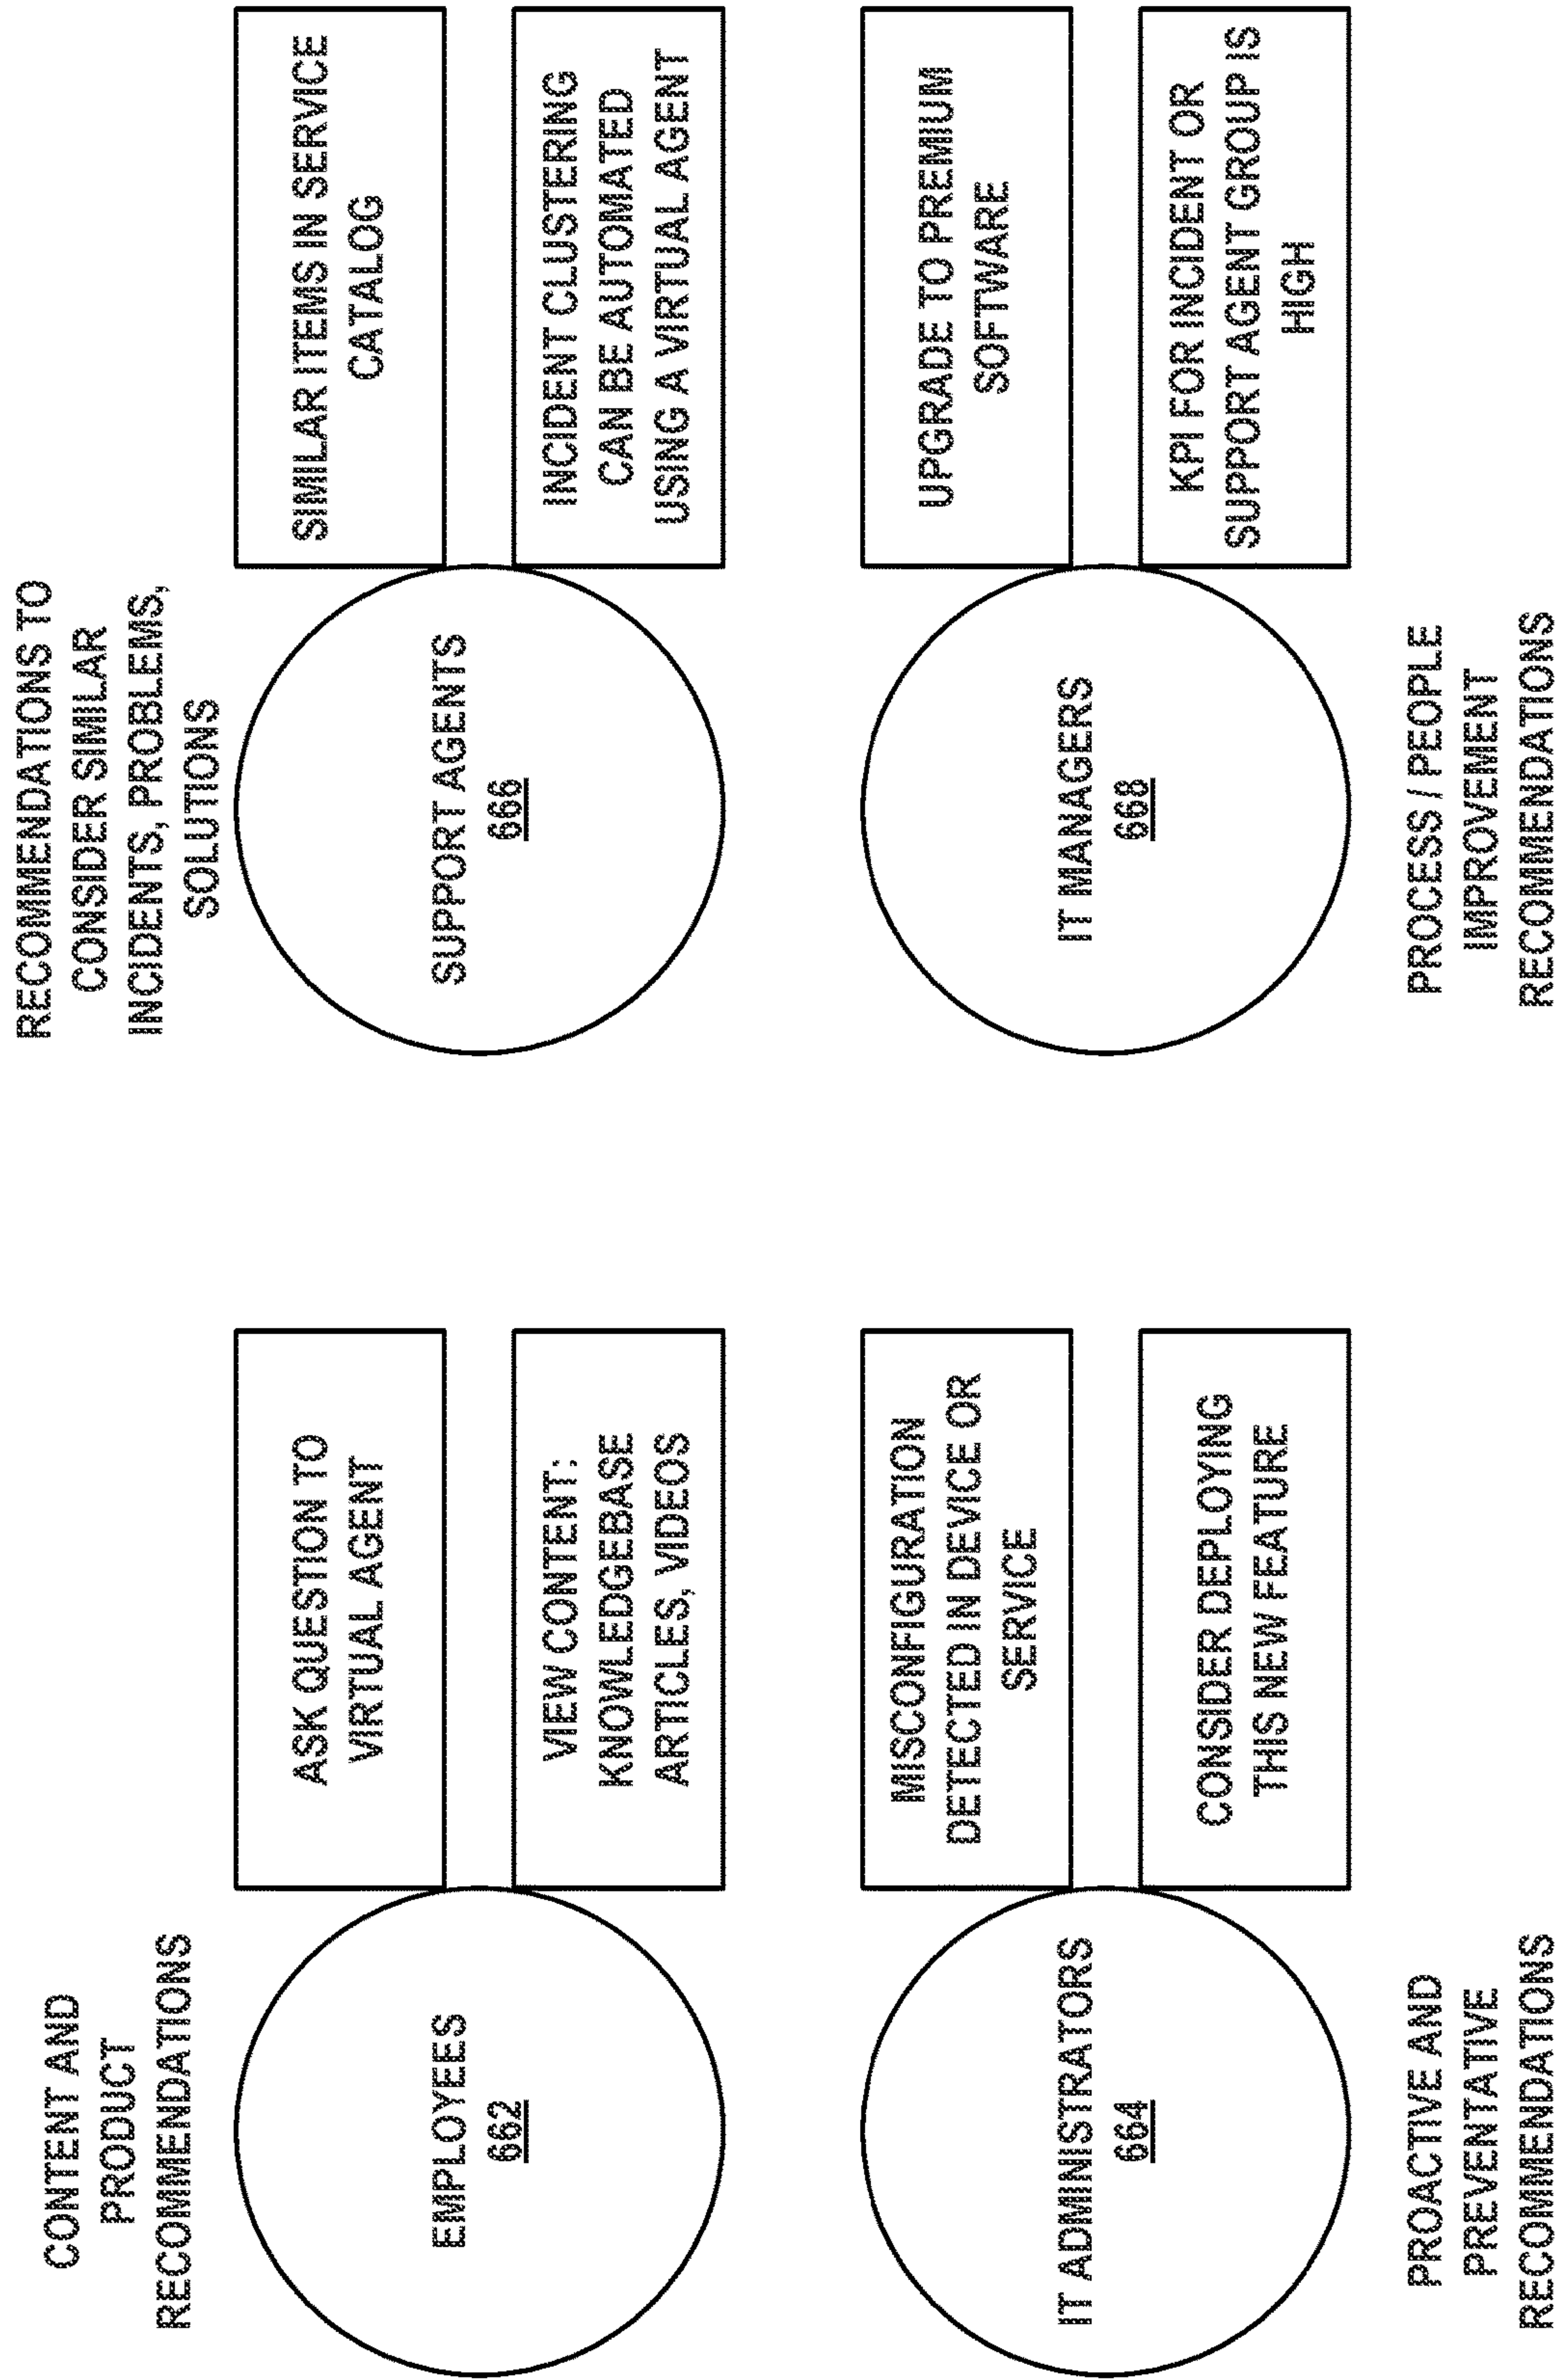 CONTENT AND
PRODUCT
RECOMMENDATIONS
EMPLOYEES
662
ASK QUESTION TO
VIRTUAL AGENT
VIEW CONTENT:
KNOWLEDGEBASE
ARTICLES, VIDEOS
RECOMMENDATIONS TO
CONSIDER SIMILAR
INCIDENTS, PROBLEMS,
SOLUTIONS
SUPPORT AGENTS
666
SIMILAR ITEMS IN SERVICE
CATALOG
INCIDENT CLUSTERING
CAN BE AUTOMATED
USING A VIRTUAL AGENT
IT ADMINISTRATORS
664
MISCONFIGURATION
DETECTED IN DEVICE OR
SERVICE
CONSIDER DEPLOYING
THIS NEW FEATURE
PROACTIVE AND
PREVENTATIVE
RECOMMENDATIONS
IT MANAGERS
668
UPGRADE TO PREMIUM
SOFTWARE
KPI FOR INCIDENT OR
SUPPORT AGENT GROUP IS
HIGH
PROCESS / PEOPLE
IMPROVEMENT
RECOMMENDATIONS